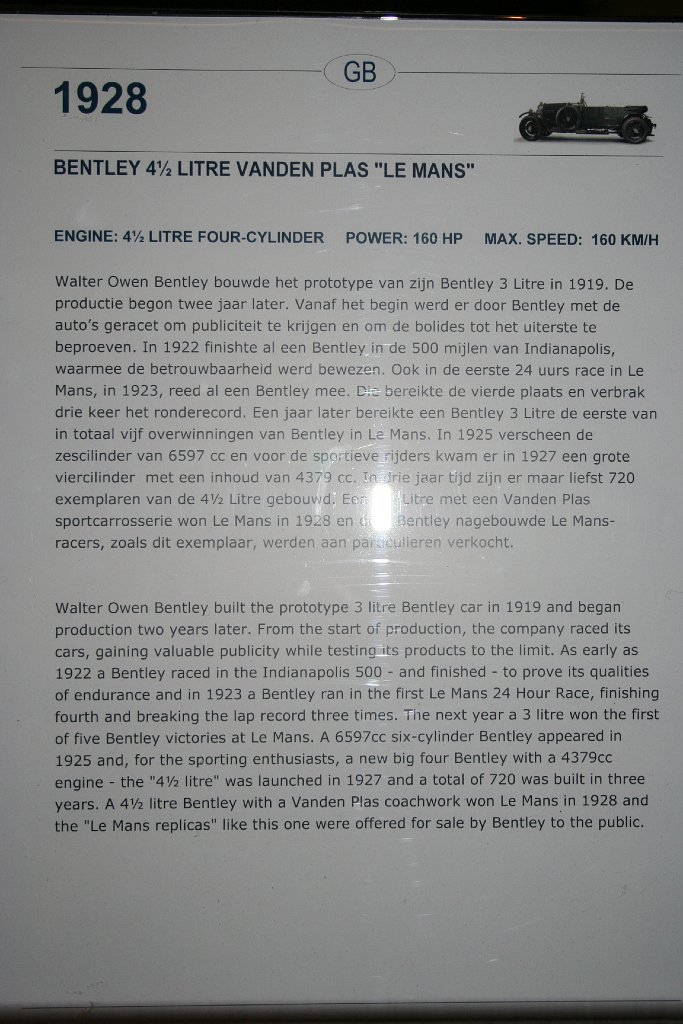 GB
1928
BENTLEY 4½ LITRE VANDEN PLAS "LE MANS"
ENGINE: 4½ LITRE FOUR-CYLINDER POWER: 160 HP MAX. SPEED: 160 KM/H
Walter Owen Bentley bouwde het prototype van zijn Bentley 3 Litre in 1919. De
productie begon twee jaar later. Vanaf het begin werd er door Bentley met de
auto's geracet om publiciteit te krijgen en om de bolides tot het uiterste te
beproeven. In 1922 finishte al een Bentley in de 500 mijlen van Indianapolis,
waarmee de betrouwbaarheid werd bewezen. Ook in de eerste 24 uurs race in Le
Mans, in 1923, reed al een Bentley mee. Die bereikte de vierde plaats en verbrak
drie keer het ronderecord. Een jaar later bereikte een Bentley 3 Litre de eerste van
in totaal vijf overwinningen van Bentley in Le Mans. In 1925 verscheen de
zescilinder van 6597 cc en voor de sportieve rijders kwam er in 1927 een grote
viercilinder met een inhoud van 4379 cc. In drie jaar tijd zijn er maar liefst 720
exemplaren van de 4½ Litre gebouwd. Litre met een Vanden Plas
sportcarrosserie won Le Mans in 1928 en Bentley nagebouwde Le Mans-
racers, zoals dit exemplaar, werden aan particulieren verkocht.
Walter Owen Bentley built the prototype 3 litre Bentley car in 1919 and began
production two years later. From the start of production, the company raced its
cars, gaining valuable publicity while testing its products to the limit. As early as
1922 a Bentley raced in the Indianapolis 500 - and finished - to prove its qualities
of endurance and in 1923 a Bentley ran in the first Le Mans 24 Hour Race, finishing
fourth and breaking the lap record three times. The next year a 3 litre won the first
of five Bentley victories at Le Mans. A 6597cc six-cylinder Bentley appeared in
1925 and, for the sporting enthusiasts, a new big four Bentley with a 4379cc
engine - the "4½ litre" was launched in 1927 and a total of 720 was built in three
years. A 4½ litre Bentley with a Vanden Plas coachwork won Le Mans in 1928 and
the "Le Mans replicas" like this one were offered for sale by Bentley to the public.